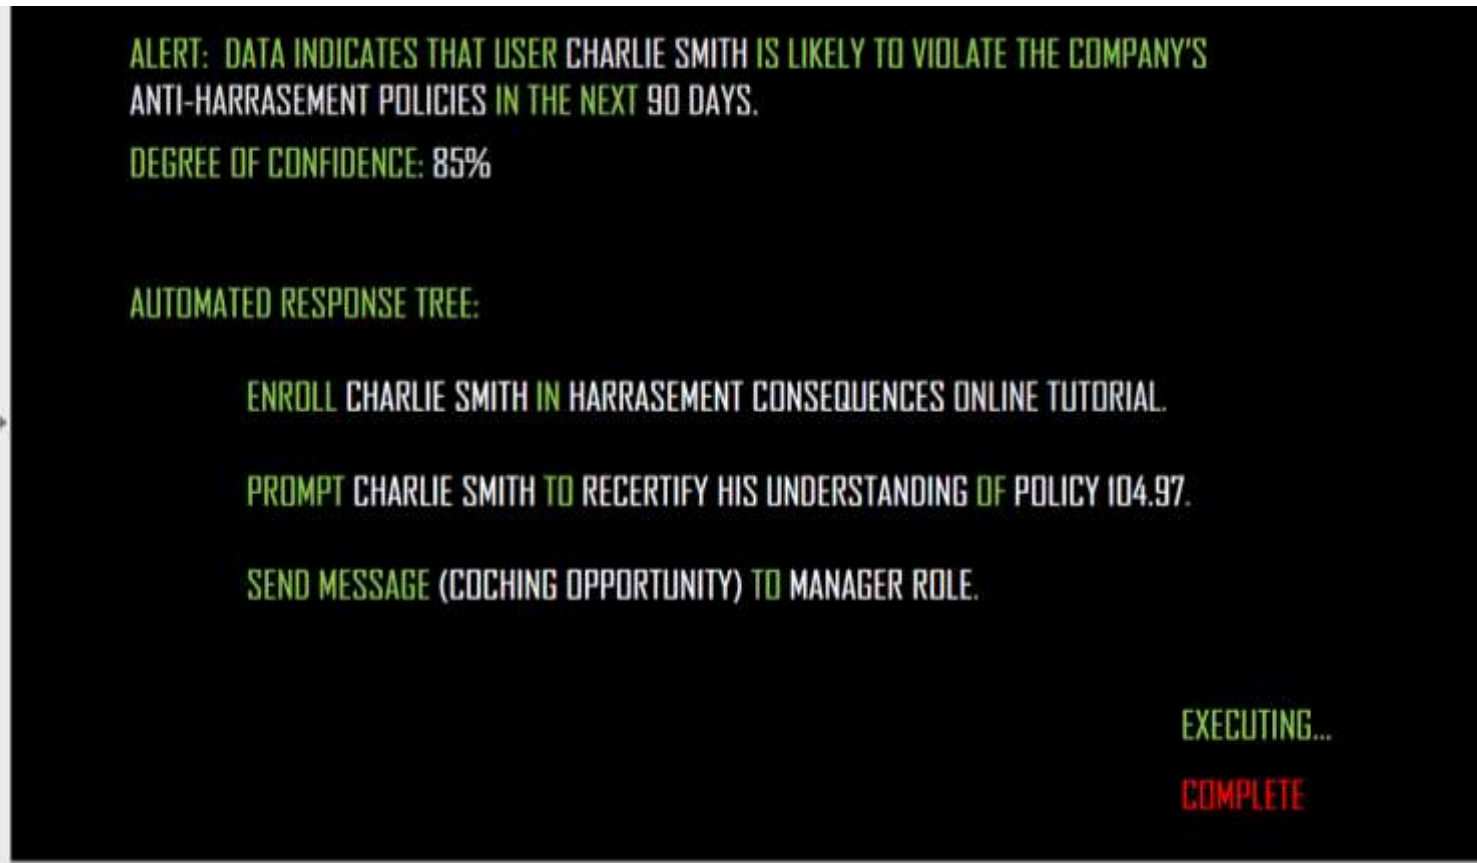 ALERT:  DATA INDICATES THAT USER CHARLIE SMITH IS LIKELY TO VIOLATE THE COMPANY'S
ANTI-HARRASEMENT POLICIES IN THE NEXT 90 DAYS.
DEGREE OF CONFIDENCE: 85%
AUTOMATED RESPONSE TREE:
ENROLL CHARLIE SMITH IN HARRASEMENT CONSEQUENCES ONLINE TUTORIAL.
PROMPT CHARLIE SMITH TO RECERTIFY HIS UNDERSTANDING OF POLICY 104.97.
SEND MESSAGE (COCHING OPPORTUNITY) TO MANAGER ROLE.
EXECUTING...
COMPLETE